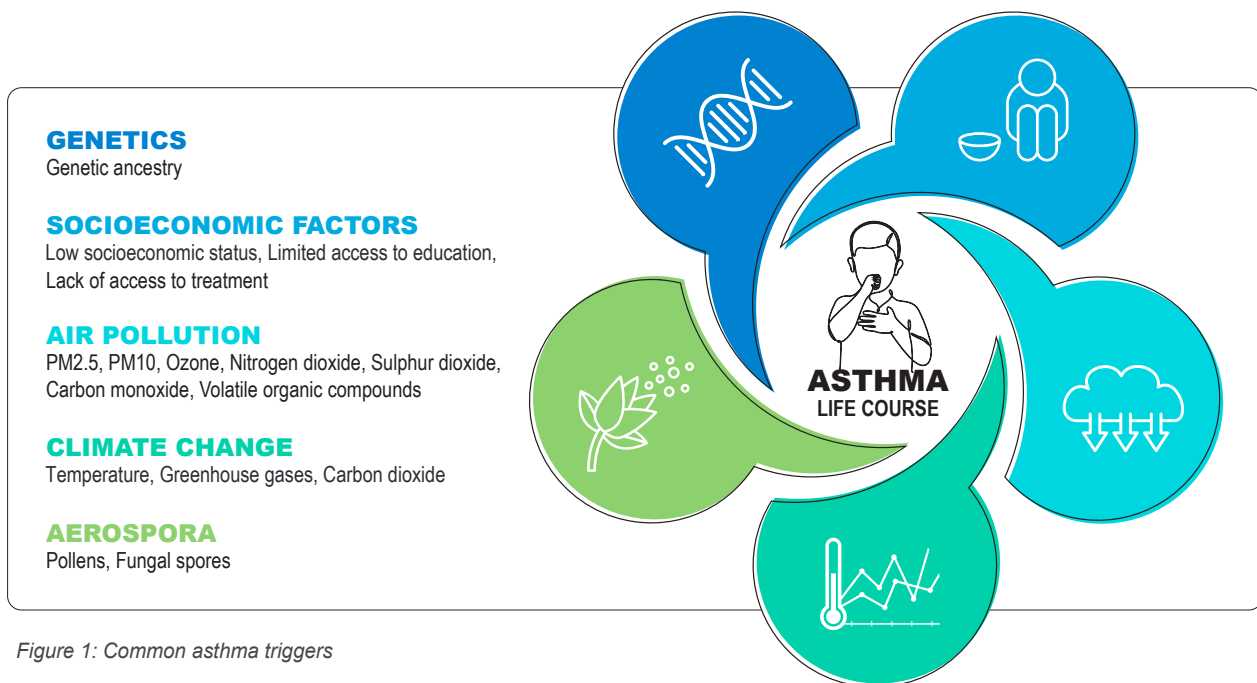 GENETICS
Genetic ancestry
SOCIOECONOMIC FACTORS
Low socioeconomic status, Limited access to education,
Lack of access to treatment
AIR POLLUTION
PM2.5, PM10, Ozone, Nitrogen dioxide, Sulphur dioxide,
Carbon monoxide, Volatile organic compounds
CLIMATE CHANGE
Temperature, Greenhouse gases, Carbon dioxide
AEROSPORA
Pollens, Fungal spores
ASTHMA
LIFE COURSE
Figure 1: Common asthma triggers